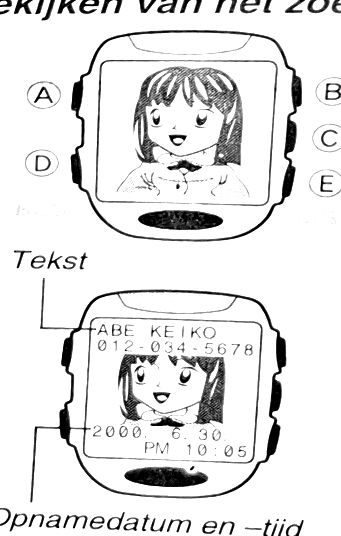 ekijken van het zoe
A
B
C
D
E
Tekst
ABE KEIKO
012-034-5678
2000. 6. 30.
PM 10:05
Opnamedatum en –tijd